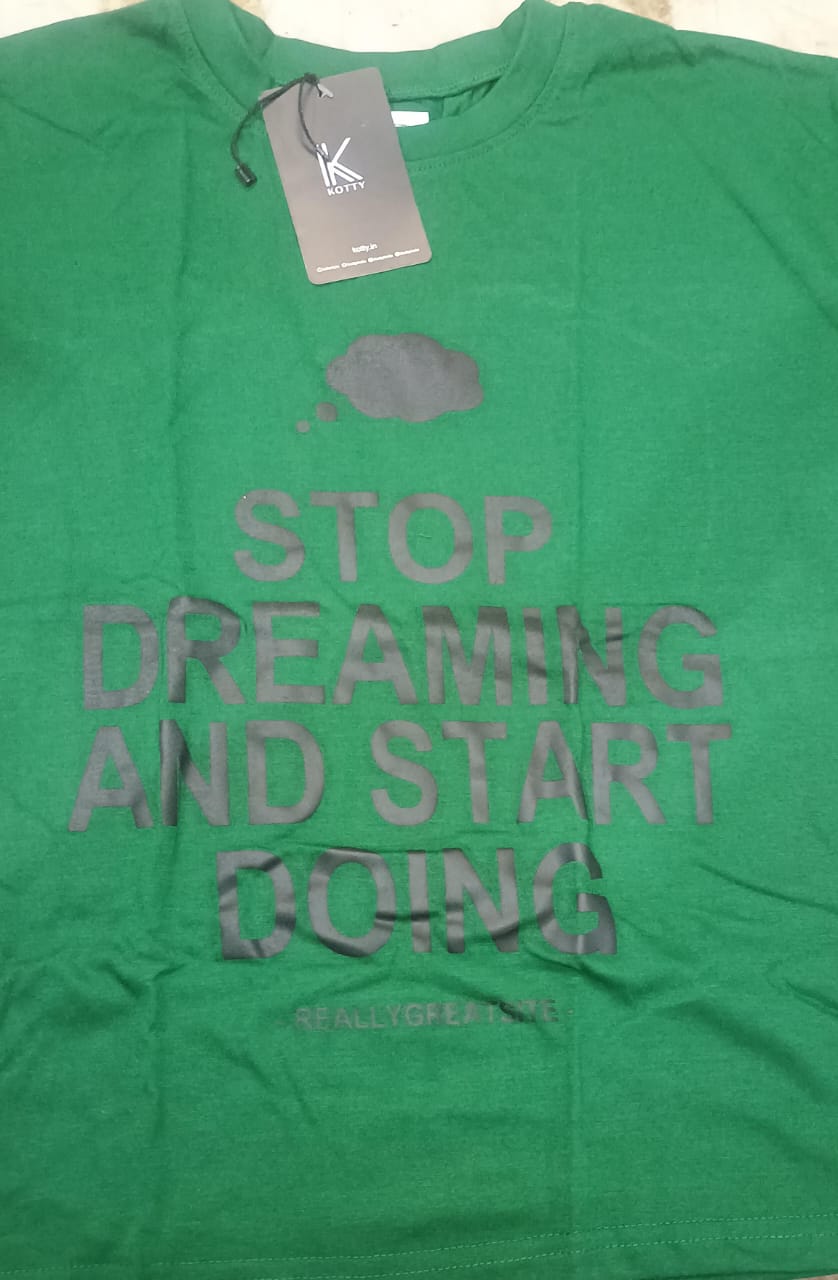 KOTTY
kotty.in
STOP
DREAMING
AND START
DOING
-REALLYGREATSITE-